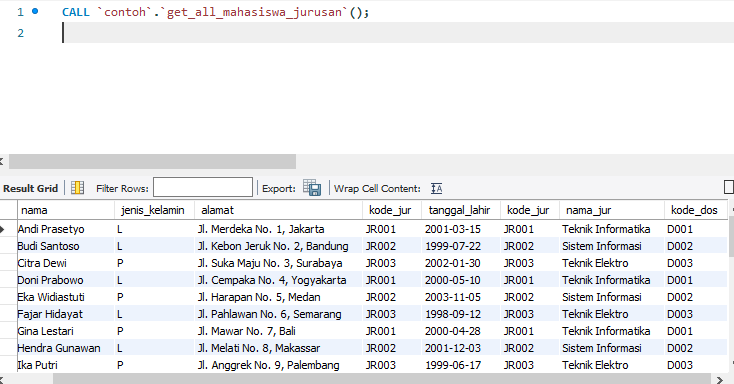 1 CALL `contoh`.`get_all_mahasiswa_jurusan`();
2
Result Grid Filter Rows: Export: Wrap Cell Content: IA
nama jenis_kelamin alamat kode_jur tanggal_lahir kode_jur nama_jur kode_dos
Andi Prasetyo L Jl. Merdeka No. 1, Jakarta JR001 2001-03-15 JR001 Teknik Informatika D001
Budi Santoso L Jl. Kebon Jeruk No. 2, Bandung JR002 1999-07-22 JR002 Sistem Informasi D002
Citra Dewi P Jl. Suka Maju No. 3, Surabaya JR003 2002-01-30 JR003 Teknik Elektro D003
Doni Prabowo L Jl. Cempaka No. 4, Yogyakarta JR001 2000-05-10 JR001 Teknik Informatika D001
Eka Widiastuti P Jl. Harapan No. 5, Medan JR002 2003-11-05 JR002 Sistem Informasi D002
Fajar Hidayat L Jl. Pahlawan No. 6, Semarang JR003 1998-09-12 JR003 Teknik Elektro D003
Gina Lestari P Jl. Mawar No. 7, Bali JR001 2000-04-28 JR001 Teknik Informatika D001
Hendra Gunawan L Jl. Melati No. 8, Makassar JR002 2001-12-03 JR002 Sistem Informasi D002
Ika Putri P Jl. Anggrek No. 9, Palembang JR003 1999-06-17 JR003 Teknik Elektro D003